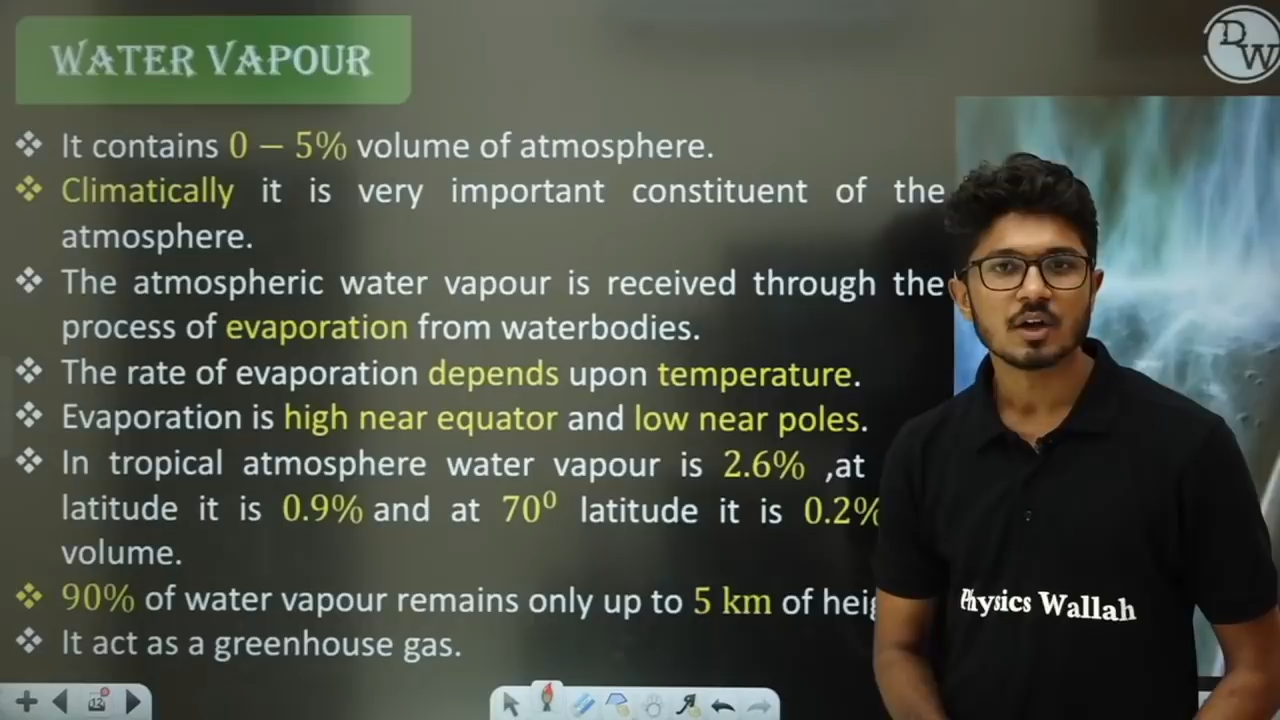 WATER VAPOUR
It contains 0 – 5% volume of atmosphere.
Climatically it is very important constituent of the
atmosphere.
The atmospheric water vapour is received through the
process of evaporation from waterbodies.
The rate of evaporation depends upon temperature.
Evaporation is high near equator and low near poles.
In tropical atmosphere water vapour is 2.6% ,at
latitude it is 0.9% and at 70⁰ latitude it is 0.2%
volume.
90% of water vapour remains only up to 5 km of
It act as a greenhouse gas.
DW
Physics Wallah
12